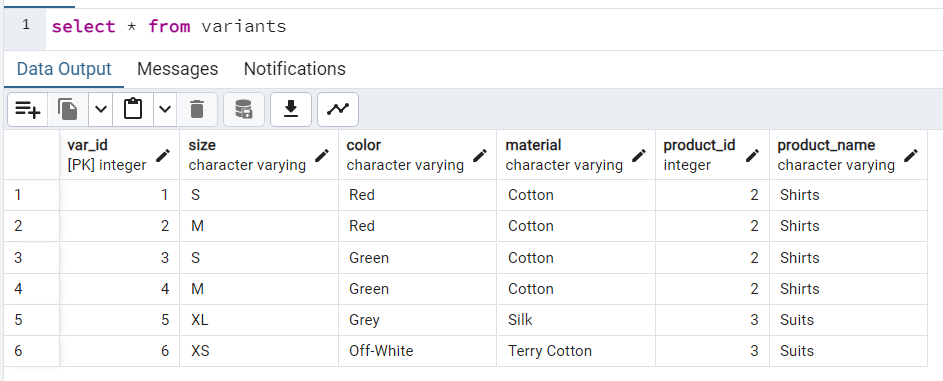 1 select * from variants
Data Output Messages Notifications
var_id size color material product_id product_name
[PK] integer character varying character varying character varying integer character varying
1 1 S Red Cotton 2 Shirts
2 2 M Red Cotton 2 Shirts
3 3 S Green Cotton 2 Shirts
4 4 M Green Cotton 2 Shirts
5 5 XL Grey Silk 3 Suits
6 6 XS Off-White Terry Cotton 3 Suits